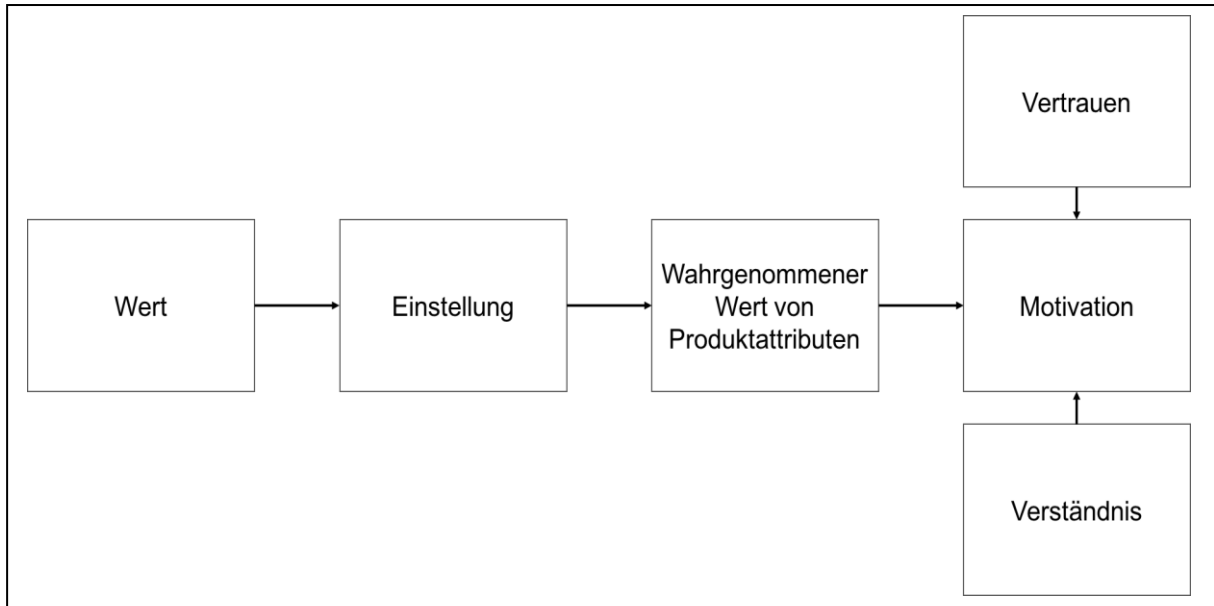 Vertrauen
Wert
Einstellung
Wahrgenommener
Wert von
Produktattributen
Motivation
Verständnis